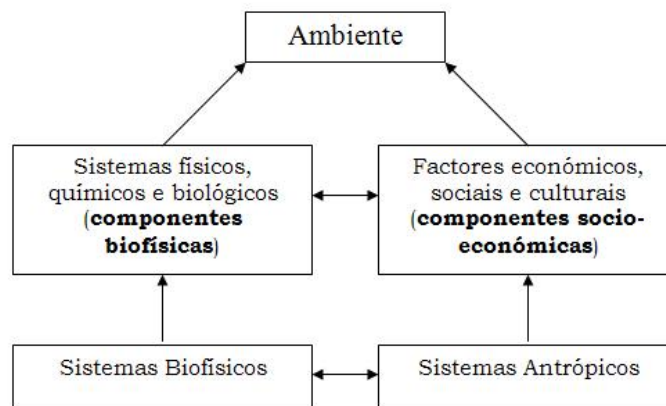 Ambiente
Sistemas físicos,
químicos e biológicos
(componentes
biofísicas)
Factores económicos,
sociais e culturais
(componentes socio-
económicas)
Sistemas Biofísicos
Sistemas Antrópicos